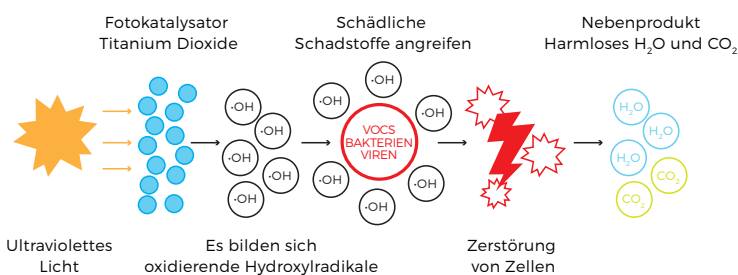 Fotokatalysator
Titanium Dioxide
Schädliche
Schadstoffe angreifen
Nebenprodukt
Harmloses H₂O und CO₂
·OH
·OH
·OH
·OH
·OH
·OH
·OH
·OH
·OH
·OH
·OH
VOCS
BAKTERIEN
VIREN
H₂O
H₂O
H₂O
CO₂
CO₂
Ultraviolettes
Licht
Es bilden sich
oxidierende Hydroxylradikale
Zerstörung
von Zellen